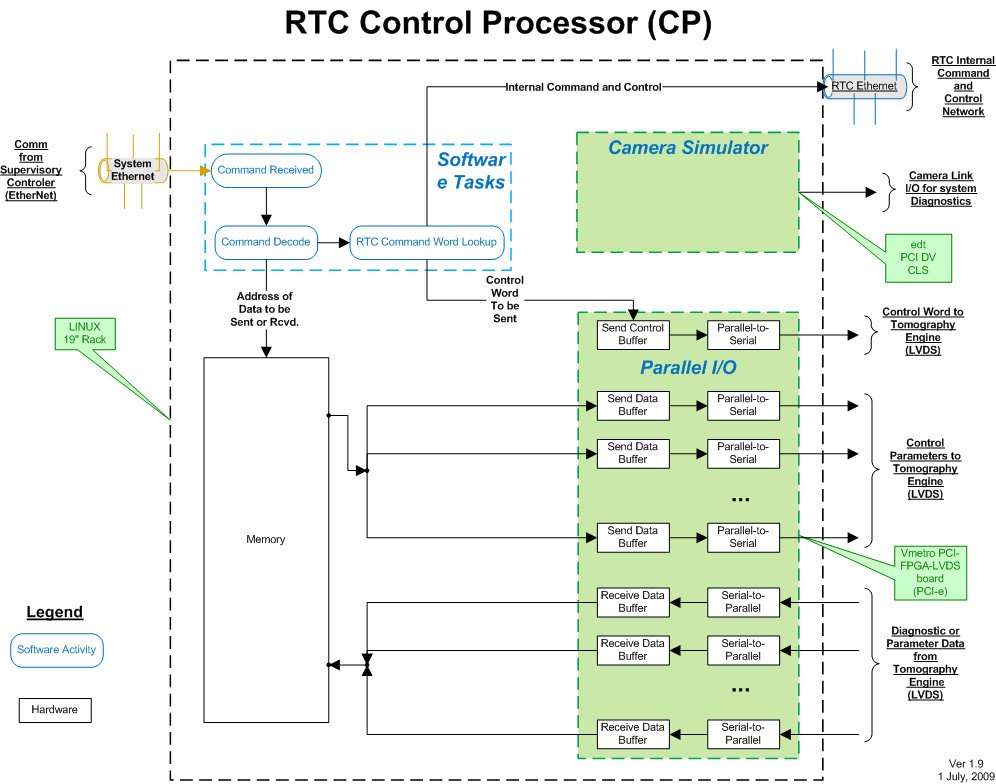 RTC Control Processor (CP)
Internal Command and Control
RTC Ethernet
RTC Internal
Command
and
Control
Network
Comm
from
Supervisory
Controler
(EtherNet)
System
Ethernet
Command Received
Softwar
e Tasks
Command Decode
RTC Command Word Lookup
Camera Simulator
Camera Link
I/O for system
Diagnostics
edt
PCI DV
CLS
Address of
Data to be
Sent or Rcvd.
Control
Word
To be
Sent
LINUX
19" Rack
Send Control
Buffer
Parallel-to-
Serial
Control Word to
Tomography
Engine
(LVDS)
Parallel I/O
Send Data
Buffer
Parallel-to-
Serial
Send Data
Buffer
Parallel-to-
Serial
...
Send Data
Buffer
Parallel-to-
Serial
Control
Parameters to
Tomography
Engine
(LVDS)
Memory
Vmetro PCI-
FPGA-LVDS
board
(PCI-e)
Receive Data
Buffer
Serial-to-
Parallel
Receive Data
Buffer
Serial-to-
Parallel
...
Receive Data
Buffer
Serial-to-
Parallel
Diagnostic or
Parameter Data
from
Tomography
Engine
(LVDS)
Legend
Software Activity
Hardware
Ver 1.9
1 July, 2009